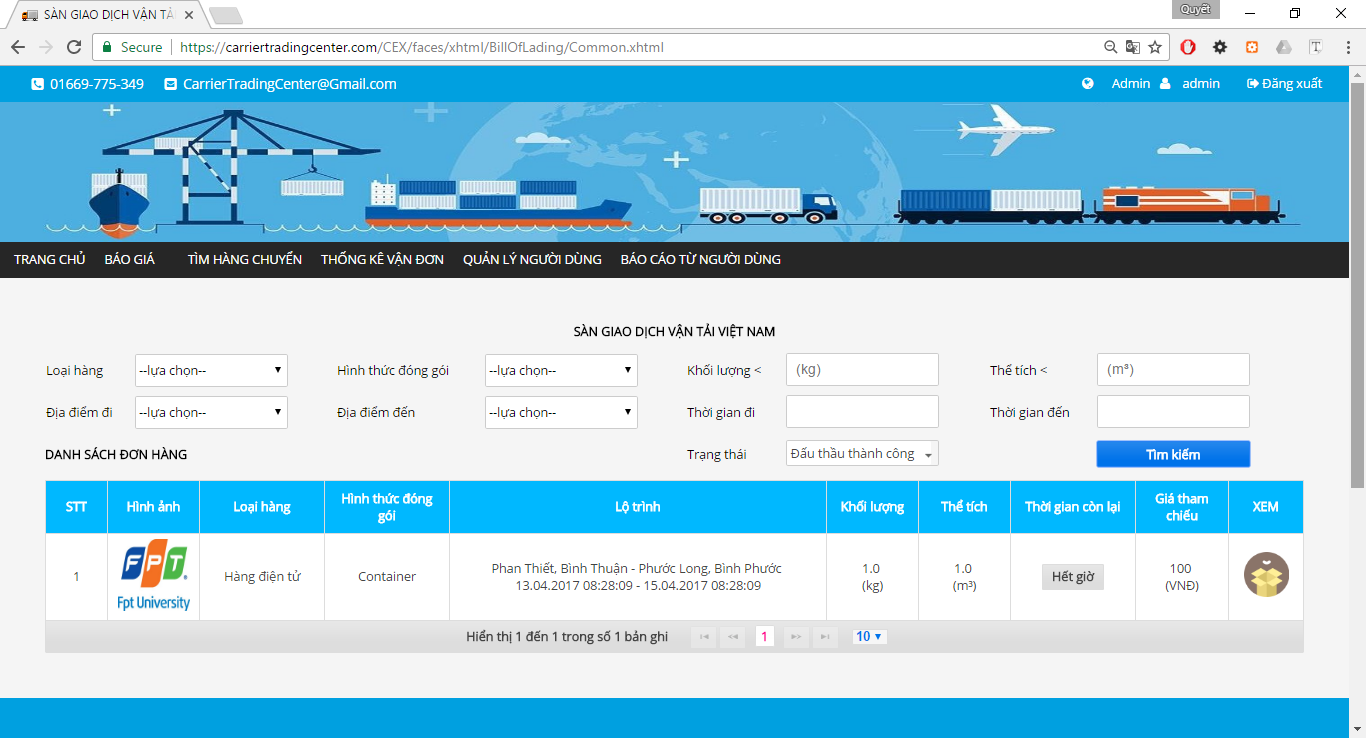 Quyết
SÀN GIAO DỊCH VẬN TẢ
Secure
https://carriertradingcenter.com/CEX/faces/xhtml/BillOfLading/Common.xhtml
01669-775-349 CarrierTradingCenter@Gmail.com Admin admin Đăng xuất
TRANG CHỦ BÁO GIÁ TÌM HÀNG CHUYỂN THỐNG KÊ VẬN ĐƠN QUẢN LÝ NGƯỜI DÙNG BÁO CÁO TỪ NGƯỜI DÙNG
SÀN GIAO DỊCH VẬN TẢI VIỆT NAM
Loại hàng --lựa chọn-- Hình thức đóng gói --lựa chọn-- Khối lượng < (kg) Thể tích < (m³)
Địa điểm đi --lựa chọn-- Địa điểm đến --lựa chọn-- Thời gian đi Thời gian đến
DANH SÁCH ĐƠN HÀNG Trạng thái Đấu thầu thành công Tìm kiếm
STT Hình ảnh Loại hàng Hình thức đóng gói Lộ trình Khối lượng Thể tích Thời gian còn lại Giá tham chiếu XEM
1 FPT. Fpt University Hàng điện tử Container Phan Thiết, Bình Thuận - Phước Long, Bình Phước
13.04.2017 08:28:09 - 15.04.2017 08:28:09
1.0
(kg)
1.0
(m³)
Hết giờ
100
(VNĐ)
Hiển thị 1 đến 1 trong số 1 bản ghi 1 10